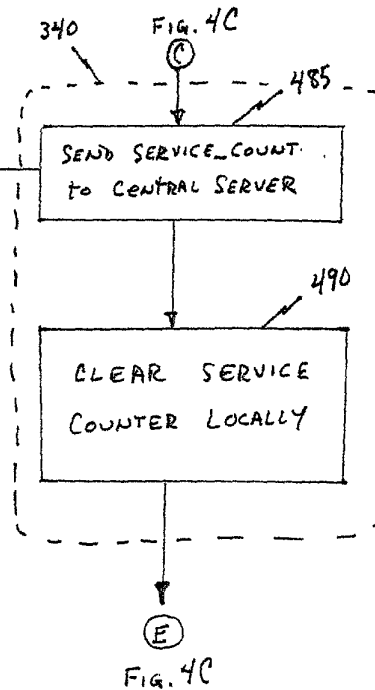 340
FIG. 4C
C
485
SEND SERVICE_COUNT
to CENTRAL SERVER
490
CLEAR SERVICE
COUNTER LOCALLY
E
FIG. 4C